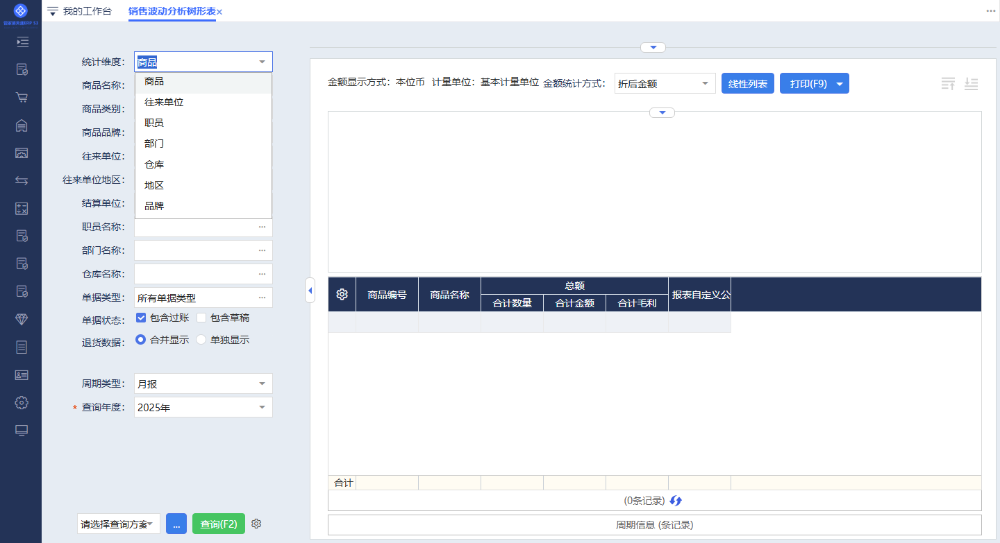 我的工作台
销售波动分析树形表×
统计维度：
商品
商品
往来单位
职员
部门
仓库
地区
品牌
商品名称：
商品类别：
商品品牌：
往来单位：
往来单位地区：
结算单位：
职员名称：
...
部门名称：
...
仓库名称：
...
单据类型：
所有单据类型
...
单据状态：
包含过账
包含草稿
退货数据：
合并显示
单独显示
周期类型：
月报
* 查询年度：
2025年
请选择查询方案
...
查询(F2)
金额显示方式：本位币
计量单位：基本计量单位
金额统计方式：
折后金额
线性列表
打印(F9)
商品编号
商品名称
总额
合计数量
合计金额
合计毛利
报表自定义公
合计
(0条记录)
周期信息 (条记录)